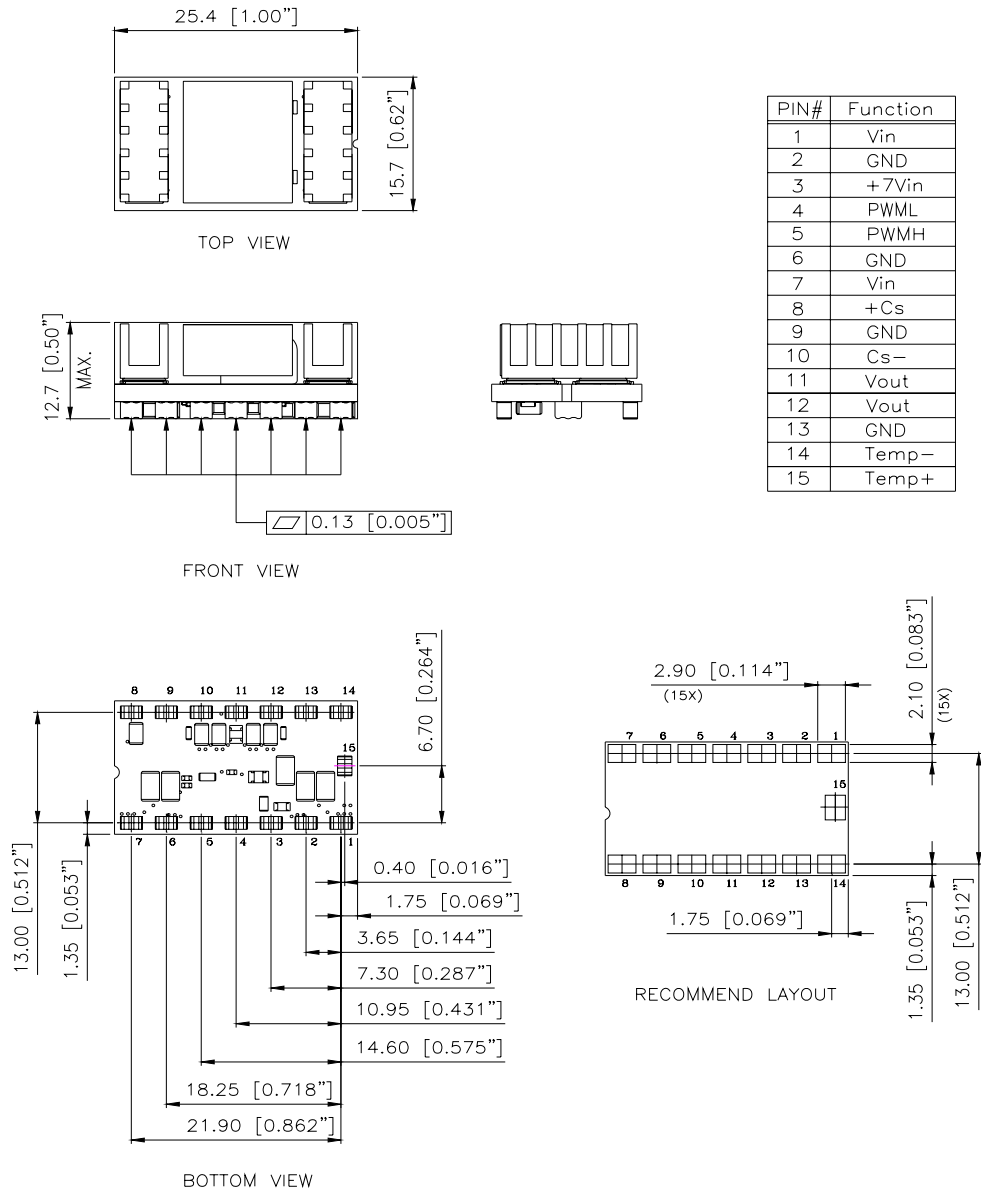 25.4 [1.00"]
15.7 [0.62"]
TOP VIEW
PIN# Function
1 Vin
2 GND
3 +7Vin
4 PWML
5 PWMH
6 GND
7 Vin
8 +Cs
9 GND
10 Cs-
11 Vout
12 Vout
13 GND
14 Temp-
15 Temp+
12.7 [0.50"]
MAX.
0.13 [0.005"]
FRONT VIEW
6.70 [0.264"]
8 9 10 11 12 13 14
15
7 6 5 4 3 2 1
13.00 [0.512"]
1.35 [0.053"]
0.40 [0.016"]
1.75 [0.069"]
3.65 [0.144"]
7.30 [0.287"]
10.95 [0.431"]
14.60 [0.575"]
18.25 [0.718"]
21.90 [0.862"]
BOTTOM VIEW
2.90 [0.114"]
(15X)
2.10 [0.083"]
(15X)
7 6 5 4 3 2 1
15
8 9 10 11 12 13 14
1.75 [0.069"]
1.35 [0.053"]
13.00 [0.512"]
RECOMMEND LAYOUT